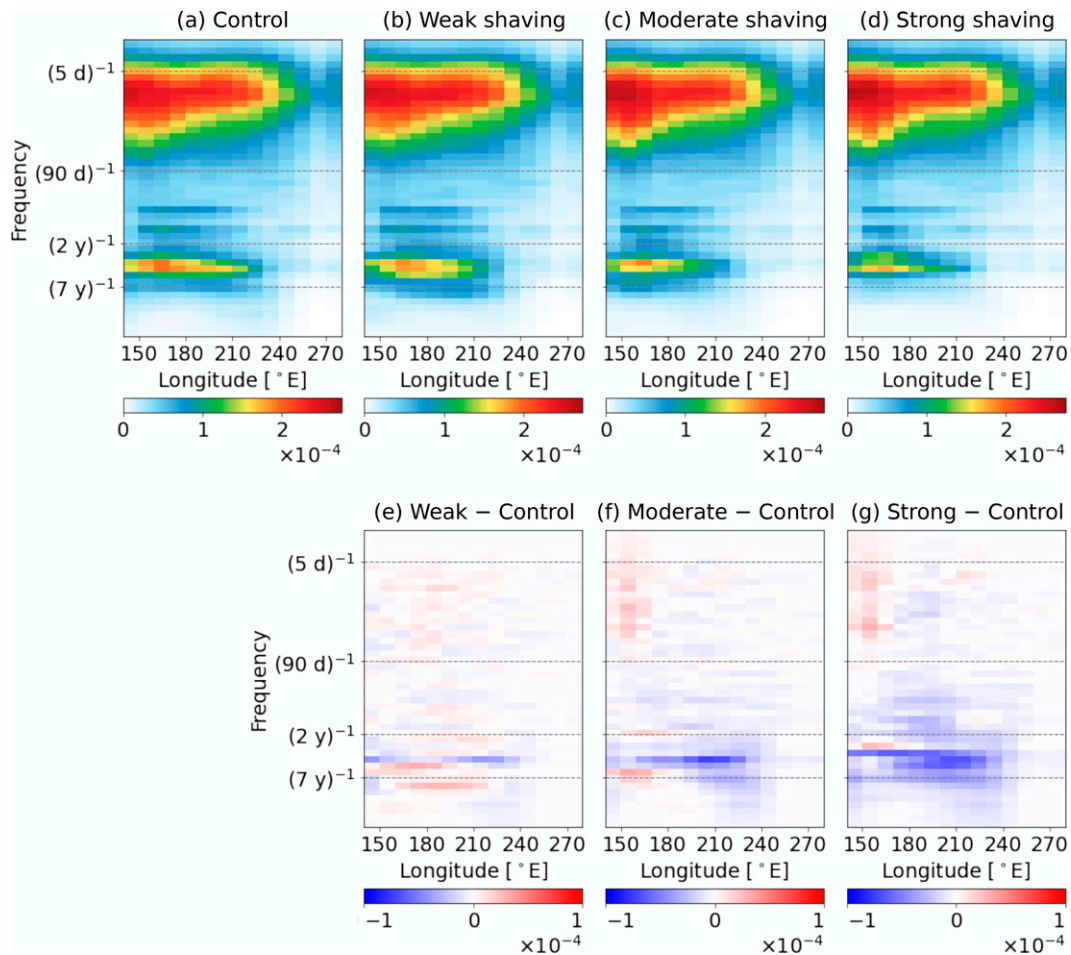 (a) Control
(b) Weak shaving
(c) Moderate shaving
(d) Strong shaving
Frequency
(5 d)⁻¹
(90 d)⁻¹
(2 y)⁻¹
(7 y)⁻¹
150 180 210 240 270
150 180 210 240 270
150 180 210 240 270
150 180 210 240 270
Longitude [°E]
Longitude [°E]
Longitude [°E]
Longitude [°E]
0 1 2
0 1 2
0 1 2
0 1 2
×10⁻⁴
×10⁻⁴
×10⁻⁴
×10⁻⁴
(e) Weak − Control
(f) Moderate − Control
(g) Strong − Control
Frequency
(5 d)⁻¹
(90 d)⁻¹
(2 y)⁻¹
(7 y)⁻¹
150 180 210 240 270
150 180 210 240 270
150 180 210 240 270
Longitude [°E]
Longitude [°E]
Longitude [°E]
−1 0 1
−1 0 1
−1 0 1
×10⁻⁴
×10⁻⁴
×10⁻⁴